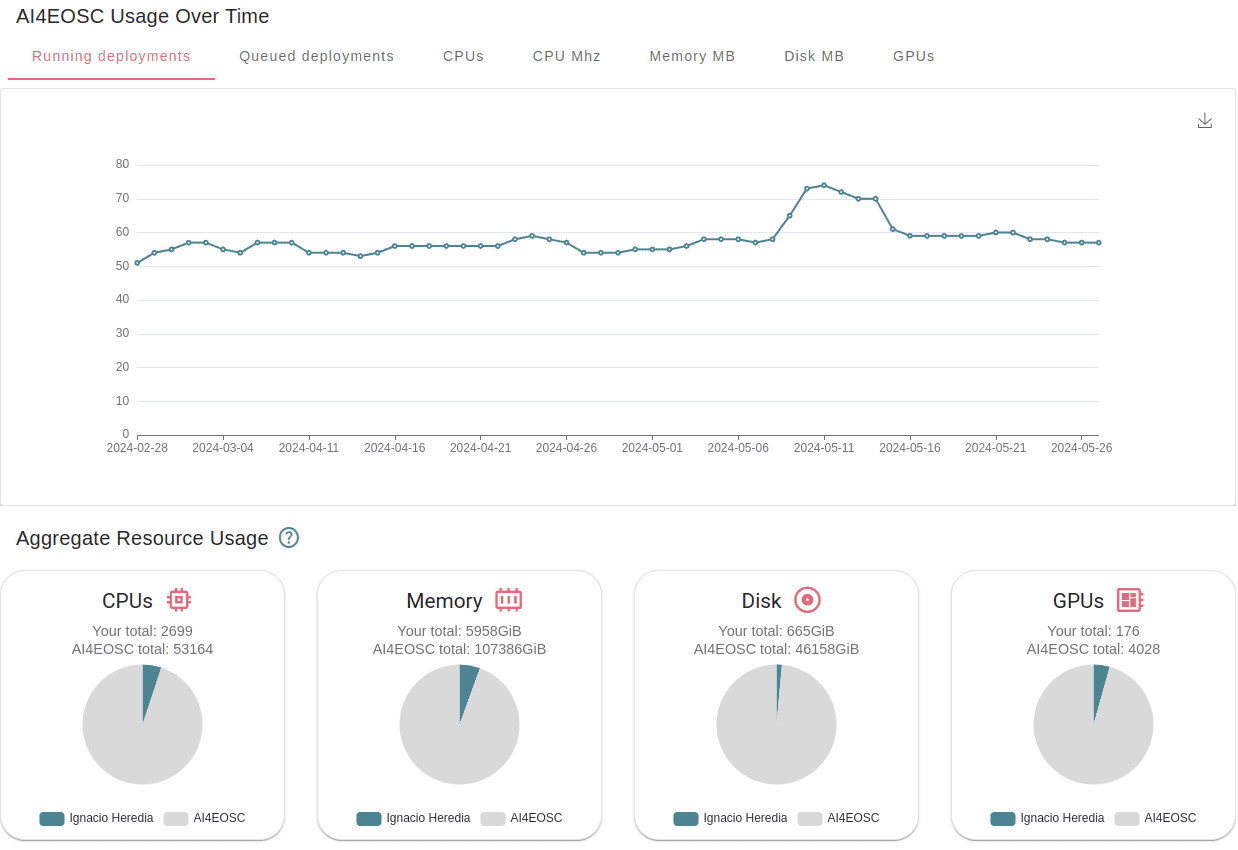 AI4EOSC Usage Over Time
Running deployments Queued deployments CPUs CPU Mhz Memory MB Disk MB GPUs
80
70
60
50
40
30
20
10
0
2024-02-28 2024-03-04 2024-04-11 2024-04-16 2024-04-21 2024-04-26 2024-05-01 2024-05-06 2024-05-11 2024-05-16 2024-05-21 2024-05-26
Aggregate Resource Usage ?
CPUs
Your total: 2699
AI4EOSC total: 53164
Ignacio Heredia AI4EOSC
Memory
Your total: 5958GiB
AI4EOSC total: 107386GiB
Ignacio Heredia AI4EOSC
Disk
Your total: 665GiB
AI4EOSC total: 46158GiB
Ignacio Heredia AI4EOSC
GPUs
Your total: 176
AI4EOSC total: 4028
Ignacio Heredia AI4EOSC